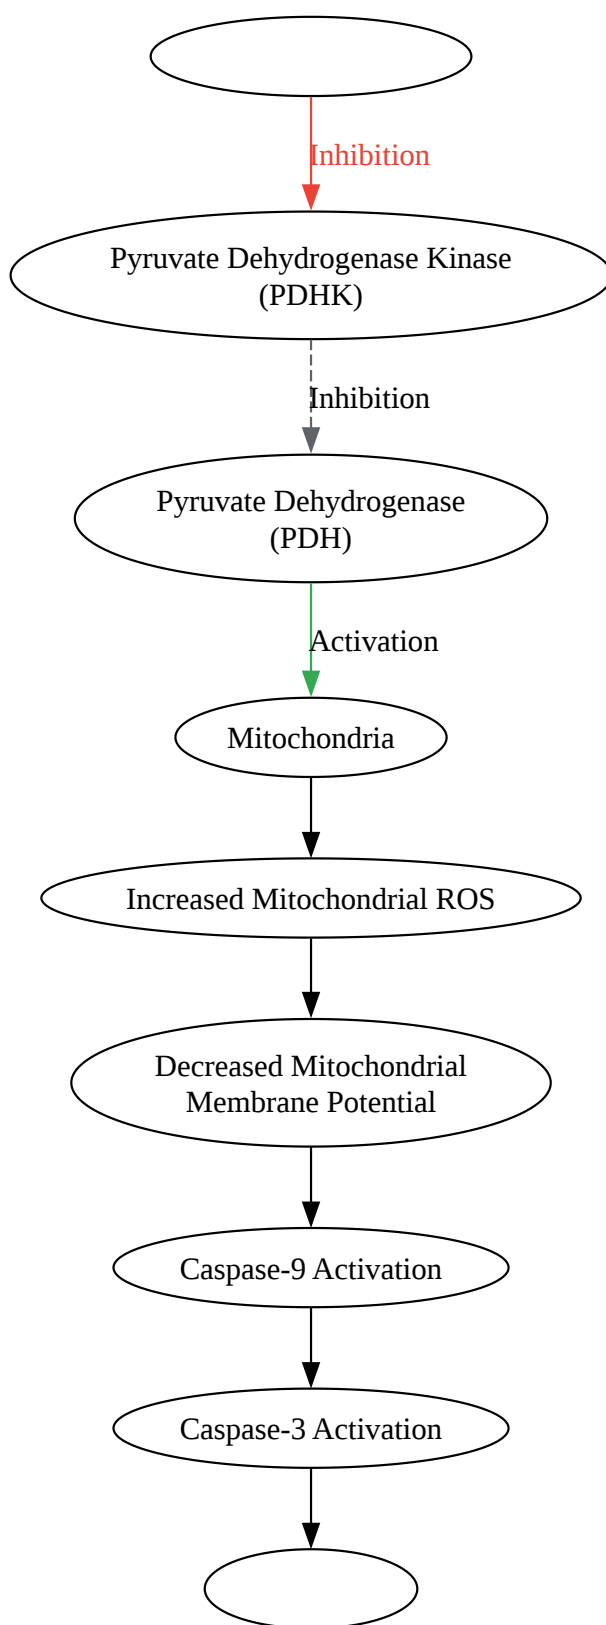 Inhibition
Pyruvate Dehydrogenase Kinase
(PDHK)
Inhibition
Pyruvate Dehydrogenase
(PDH)
Activation
Mitochondria
Increased Mitochondrial ROS
Decreased Mitochondrial
Membrane Potential
Caspase-9 Activation
Caspase-3 Activation